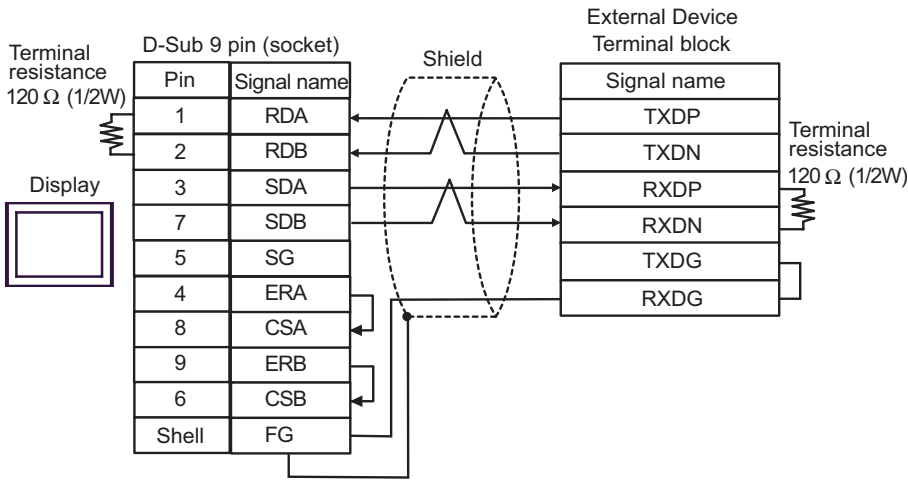 External Device
Terminal block
D-Sub 9 pin (socket)
Shield
Terminal
resistance
120 Ω (1/2W)
Pin Signal name
1 RDA
2 RDB
3 SDA
7 SDB
5 SG
4 ERA
8 CSA
9 ERB
6 CSB
Shell FG
Display
Signal name
TXDP
TXDN
RXDP
RXDN
TXDG
RXDG
Terminal
resistance
120 Ω (1/2W)